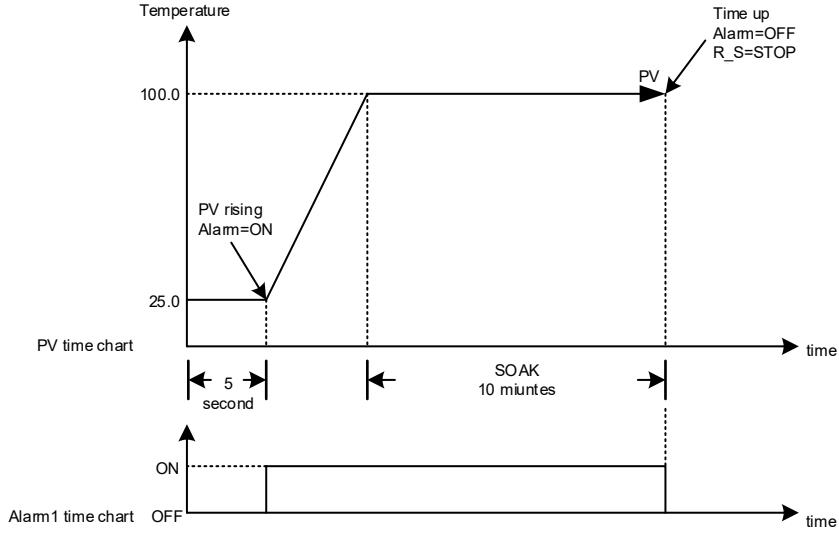 Temperature
Time up
Alarm=OFF
R_S=STOP
PV
100.0
PV rising
Alarm=ON
25.0
PV time chart
time
5
second
SOAK
10 miuntes
ON
Alarm1 time chart
OFF
time